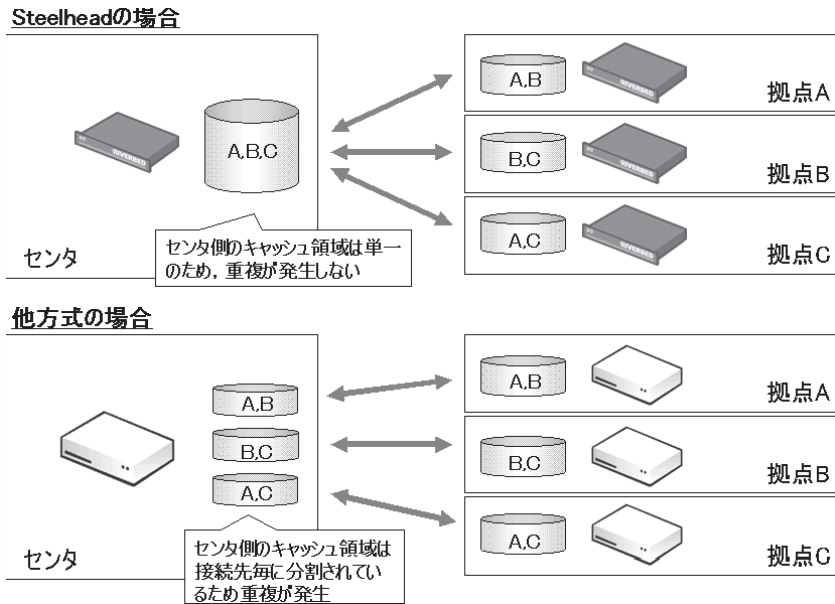 Steelheadの場合
A,B,C
センタ
センタ側のキャッシュ領域は単一
のため，重複が発生しない
A,B
RIVERBED
拠点A
B,C
RIVERBED
拠点B
A,C
RIVERBED
拠点C
RIVERBED
他方式の場合
A,B
B,C
A,C
センタ
センタ側のキャッシュ領域は
接続先毎に分割されてい
るため重複が発生
A,B
拠点A
B,C
拠点B
A,C
拠点C